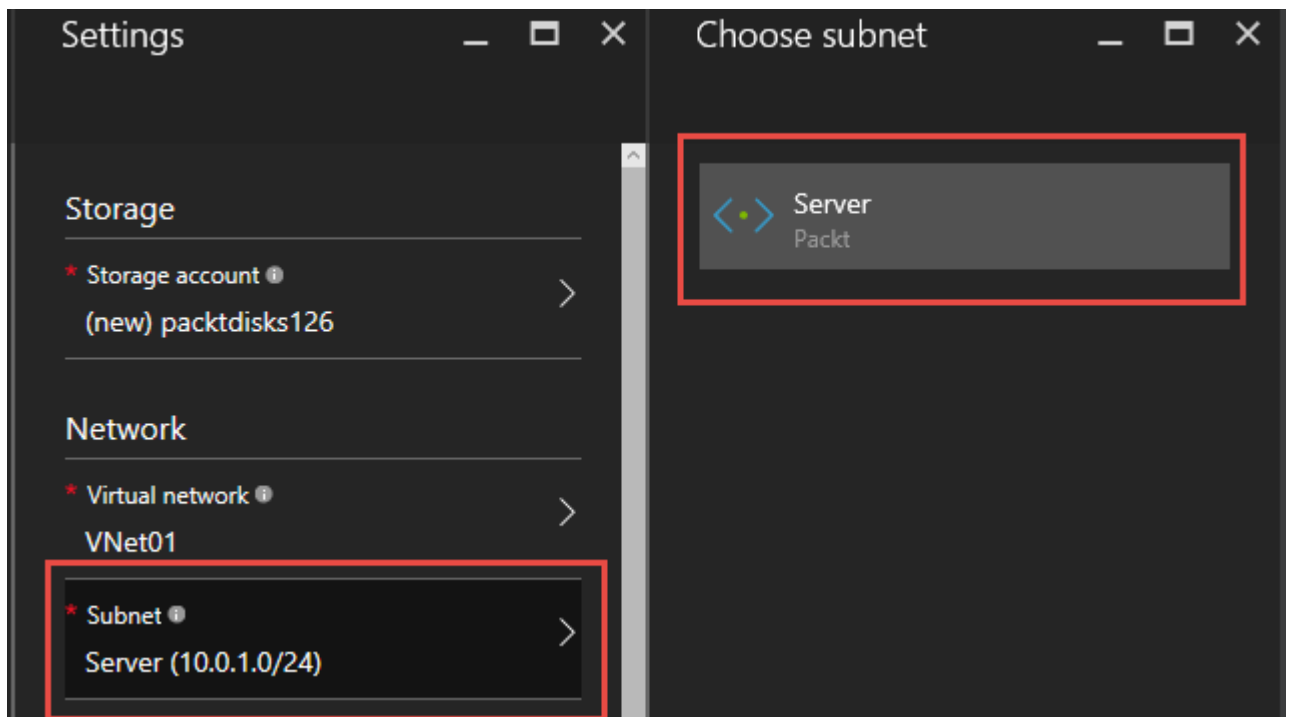 Settings
Storage
* Storage account
(new) packtdisks126
Network
* Virtual network
VNet01
* Subnet
Server (10.0.1.0/24)
Choose subnet
Server
Packt